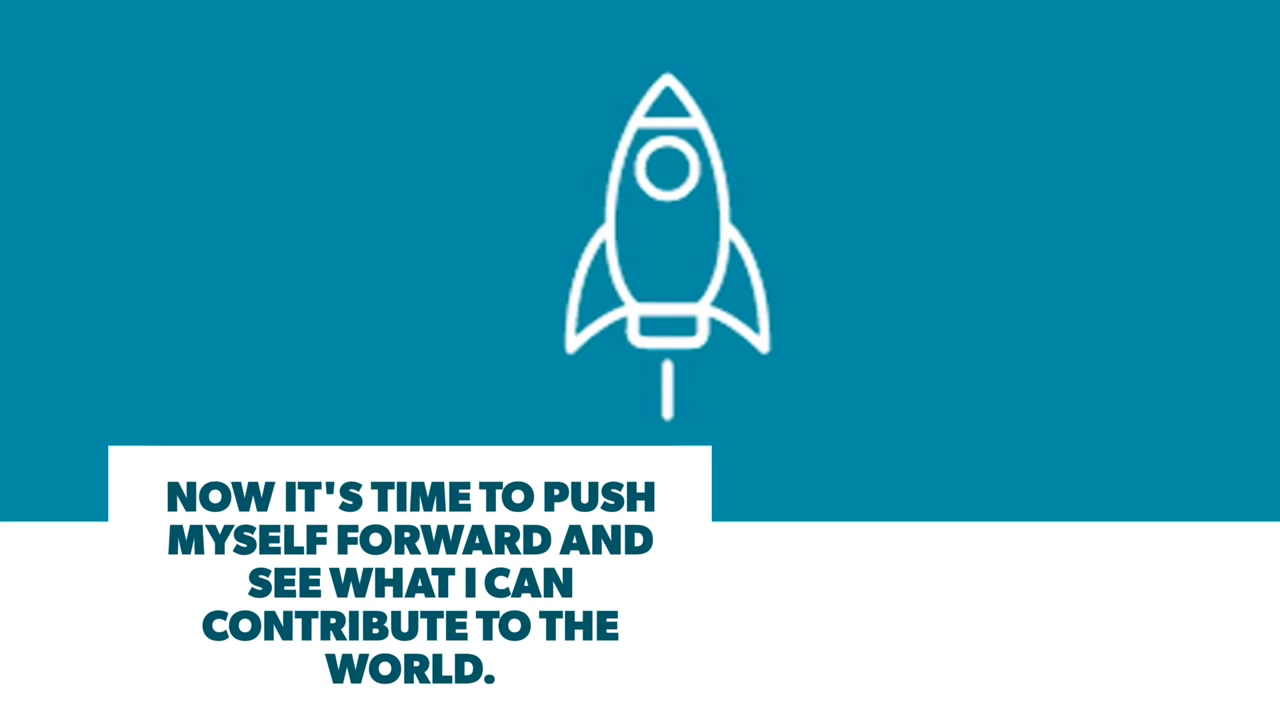 NOW IT'S TIME TO PUSH
MYSELF FORWARD AND
SEE WHAT I CAN
CONTRIBUTE TO THE
WORLD.